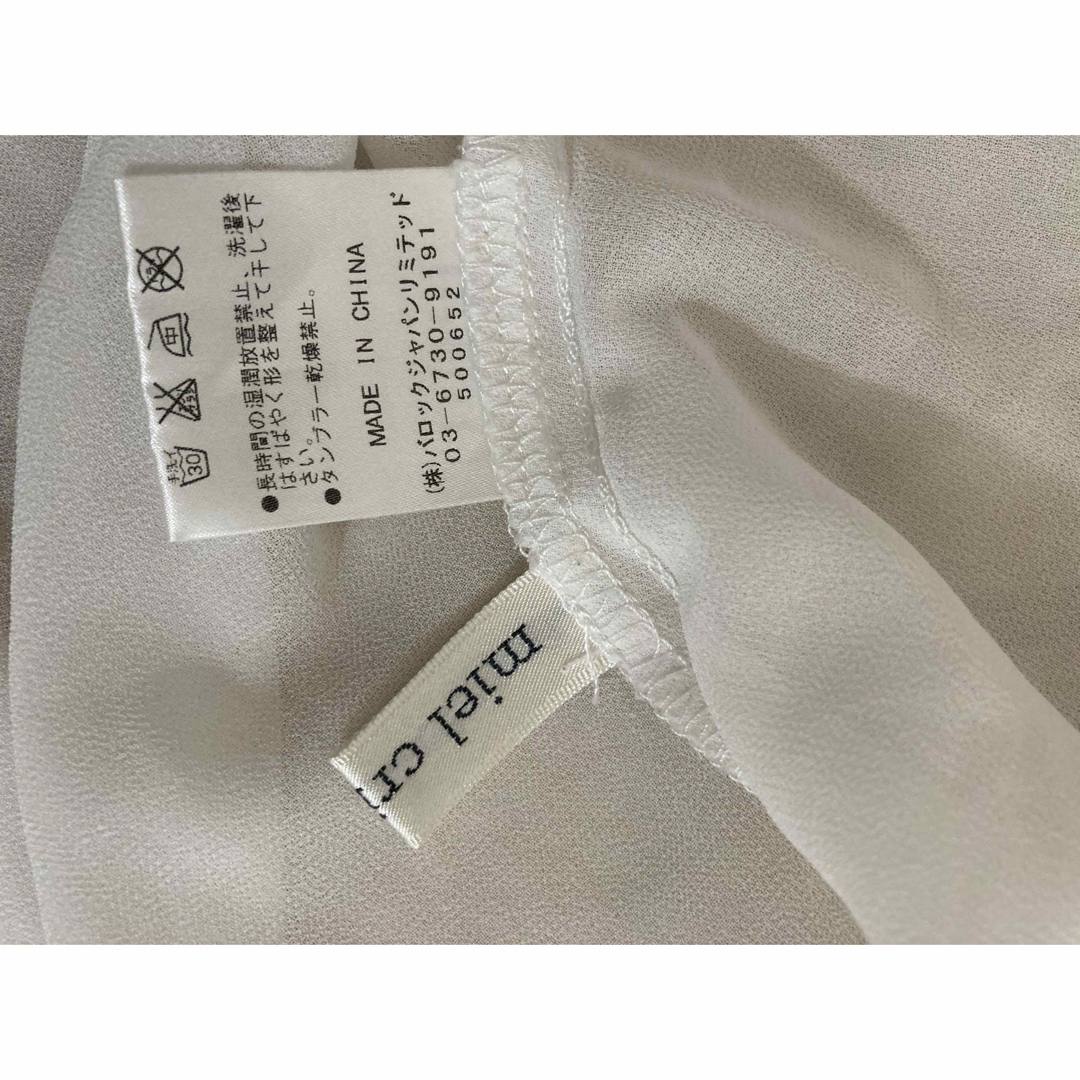 手洗イ
30
●長時間の湿潤放置禁止、洗濯後
はすばやく形を整えて干して下
さい。
●タンブラー乾燥禁止。
MADE IN CHINA
(株)バロックジャパンリミテッド
03-6730-9191
500652
miel cri